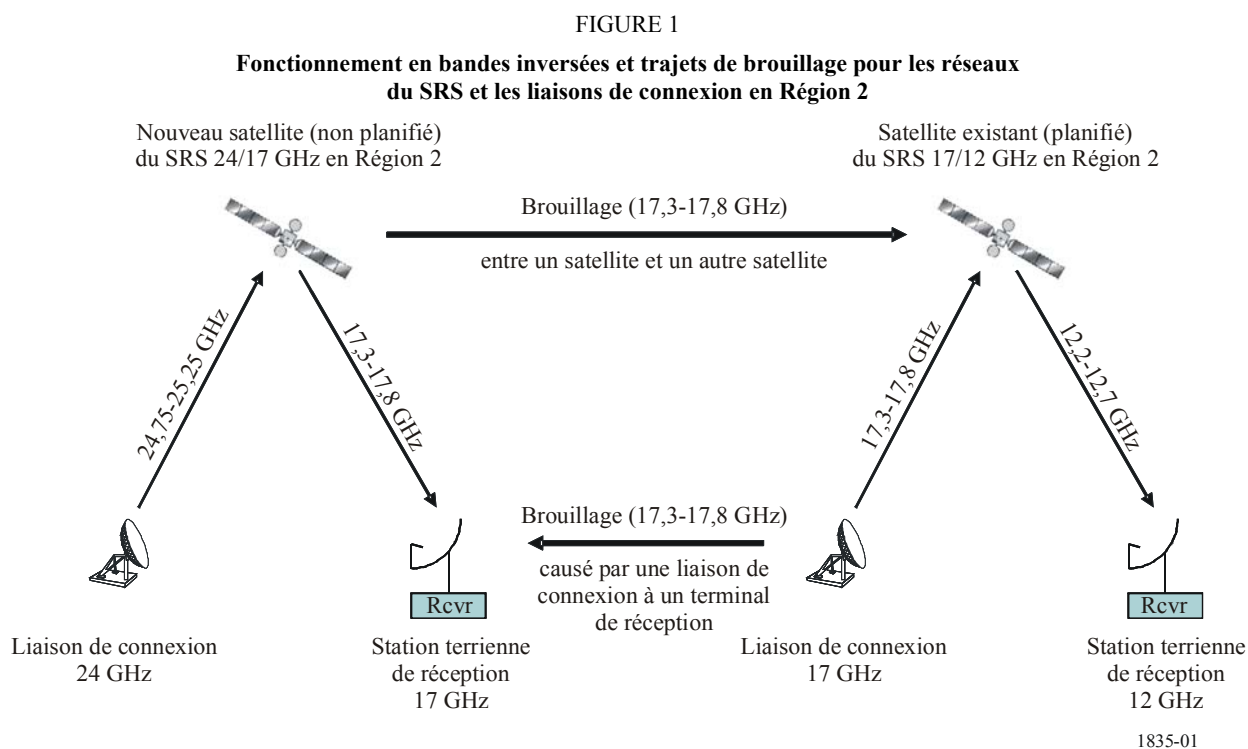 FIGURE 1
Fonctionnement en bandes inversées et trajets de brouillage pour les réseaux
du SRS et les liaisons de connexion en Région 2
Nouveau satellite (non planifié)
du SRS 24/17 GHz en Région 2
Satellite existant (planifié)
du SRS 17/12 GHz en Région 2
Brouillage (17,3-17,8 GHz)
entre un satellite et un autre satellite
24,75-25,25 GHz
17,3-17,8 GHz
17,3-17,8 GHz
12,2-12,7 GHz
Brouillage (17,3-17,8 GHz)
causé par une liaison de
connexion à un terminal
de réception
Rcvr
Rcvr
Liaison de connexion
24 GHz
Station terrienne
de réception
17 GHz
Liaison de connexion
17 GHz
Station terrienne
de réception
12 GHz
1835-01